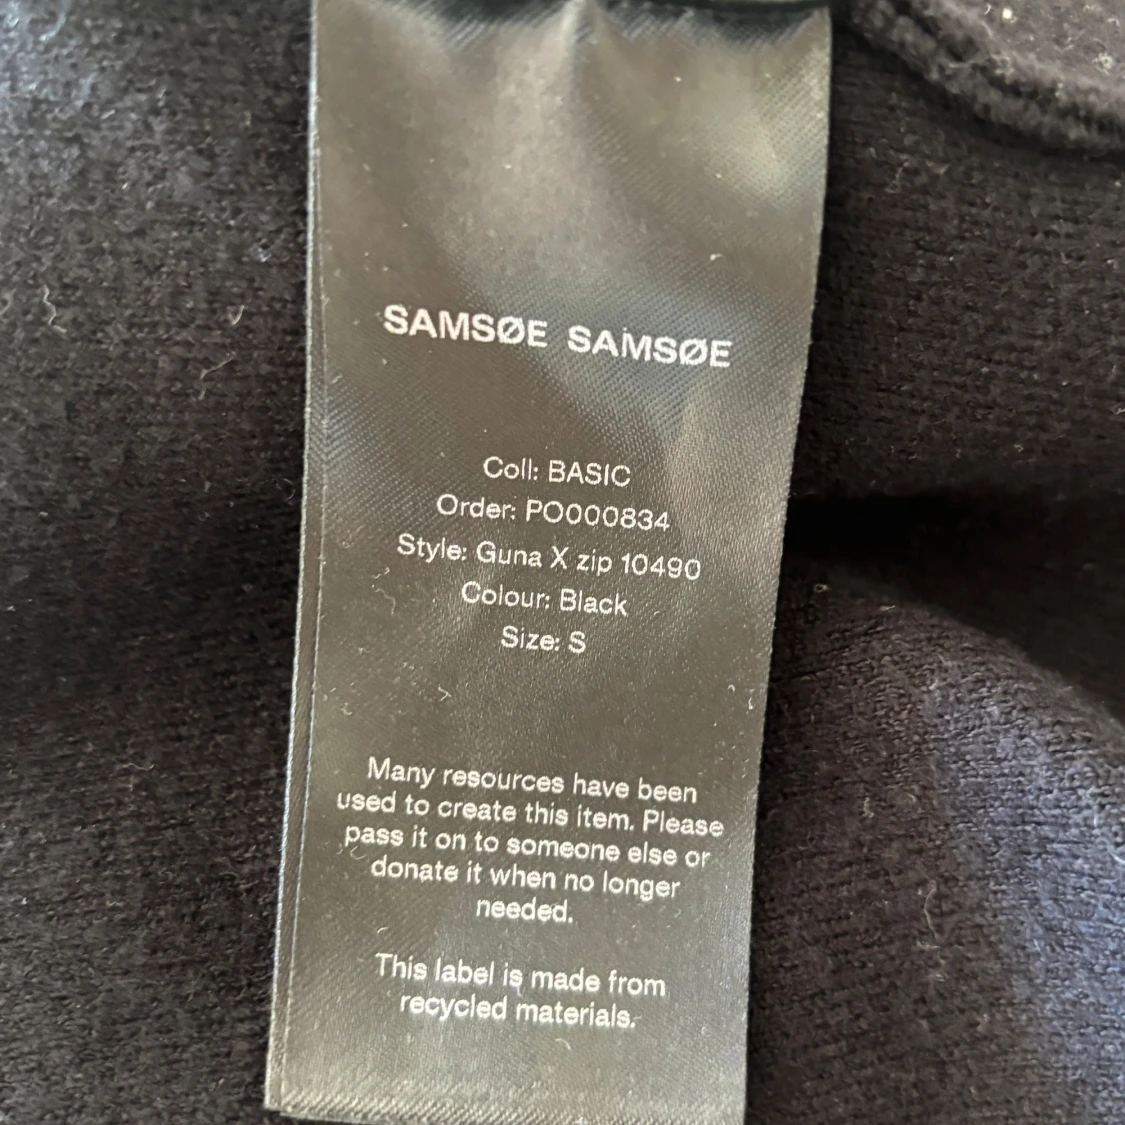 SAMSØE SAMSØE
Coll: BASIC
Order: PO000834
Style: Guna X zip 10490
Colour: Black
Size: S
Many resources have been
used to create this item. Please
pass it on to someone else or
donate it when no longer
needed.
This label is made from
recycled materials.